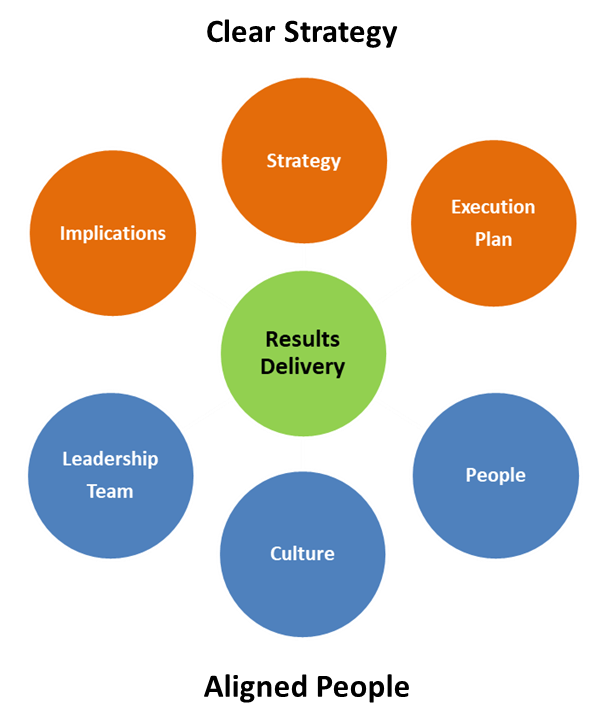 Clear Strategy
Strategy
Implications
Execution
Plan
Results
Delivery
Leadership
Team
People
Culture
Aligned People